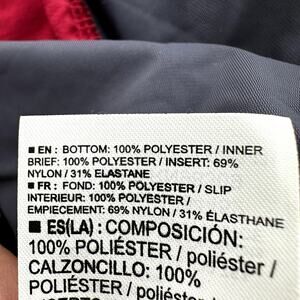 ■ EN : BOTTOM: 100% POLYESTER / INNER
BRIEF: 100% POLYESTER / INSERT: 69%
NYLON / 31% ELASTANE
■ FR : FOND: 100% POLYESTER / SLIP
INTERIEUR: 100% POLYESTER /
EMPIECEMENT: 69% NYLON / 31% ÉLASTHANE
■ ES(LA) : COMPOSICIÓN:
100% POLIÉSTER / poliéster /
CALZONCILLO: 100%
POLIÉSTER / poliéster /